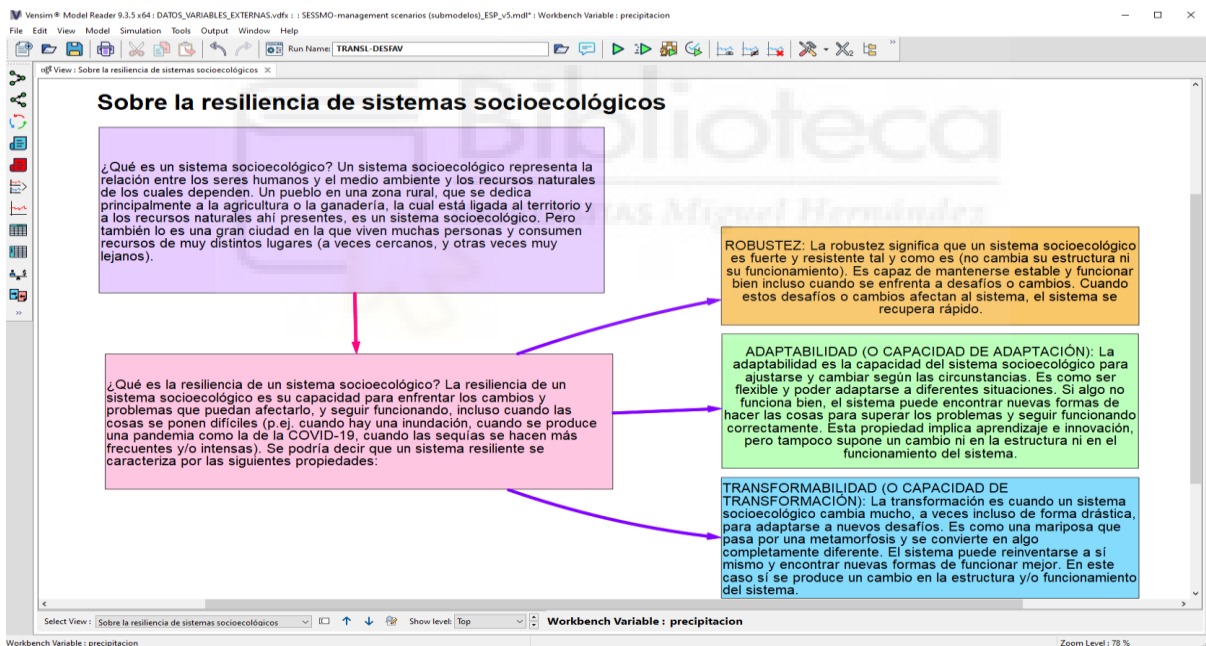 Vensim® Model Reader 9.3.5 x64 : DATOS_VARIABLES_EXTERNAS.vdfx : : SESSMO-management scenarios (submodelos)_ESP_v5.mdl* : Workbench Variable : precipitacion
File Edit View Model Simulation Tools Output Window Help
Run Name: TRANSL-DESFAV
View : Sobre la resiliencia de sistemas socioecológicos
Sobre la resiliencia de sistemas socioecológicos
Biblioteca
Miguel Hernández
¿Qué es un sistema socioecológico? Un sistema socioecológico representa la
relación entre los seres humanos y el medio ambiente y los recursos naturales
de los cuales dependen. Un pueblo en una zona rural, que se dedica
principalmente a la agricultura o la ganadería, la cual está ligada al territorio y
a los recursos naturales ahí presentes, es un sistema socioecológico. Pero
también lo es una gran ciudad en la que viven muchas personas y consumen
recursos de muy distintos lugares (a veces cercanos, y otras veces muy
lejanos).
¿Qué es la resiliencia de un sistema socioecológico? La resiliencia de un
sistema socioecológico es su capacidad para enfrentar los cambios y
problemas que puedan afectarlo, y seguir funcionando, incluso cuando las
cosas se ponen difíciles (p.ej. cuando hay una inundación, cuando se produce
una pandemia como la de la COVID-19, cuando las sequías se hacen más
frecuentes y/o intensas). Se podría decir que un sistema resiliente se
caracteriza por las siguientes propiedades:
ROBUSTEZ: La robustez significa que un sistema socioecológico
es fuerte y resistente tal y como es (no cambia su estructura ni
su funcionamiento). Es capaz de mantenerse estable y funcionar
bien incluso cuando se enfrenta a desafíos o cambios. Cuando
estos desafíos o cambios afectan al sistema, el sistema se
recupera rápido.
ADAPTABILIDAD (O CAPACIDAD DE ADAPTACIÓN): La
adaptabilidad es la capacidad del sistema socioecológico para
ajustarse y cambiar según las circunstancias. Es como ser
flexible y poder adaptarse a diferentes situaciones. Si algo no
funciona bien, el sistema puede encontrar nuevas formas de
hacer las cosas para superar los problemas y seguir funcionando
correctamente. Esta propiedad implica aprendizaje e innovación,
pero tampoco supone un cambio ni en la estructura ni en el
funcionamiento del sistema.
TRANSFORMABILIDAD (O CAPACIDAD DE
TRANSFORMACIÓN): La transformación es cuando un sistema
socioecológico cambia mucho, a veces incluso de forma drástica,
para adaptarse a nuevos desafíos. Es como una mariposa que
pasa por una metamorfosis y se convierte en algo
completamente diferente. El sistema puede reinventarse a sí
mismo y encontrar nuevas formas de funcionar mejor. En este
caso sí se produce un cambio en la estructura y/o funcionamiento
del sistema.
Select View : Sobre la resiliencia de sistemas socioecológicos Show level: Top Workbench Variable : precipitacion
Workbench Variable : precipitacion Zoom Level : 78 %